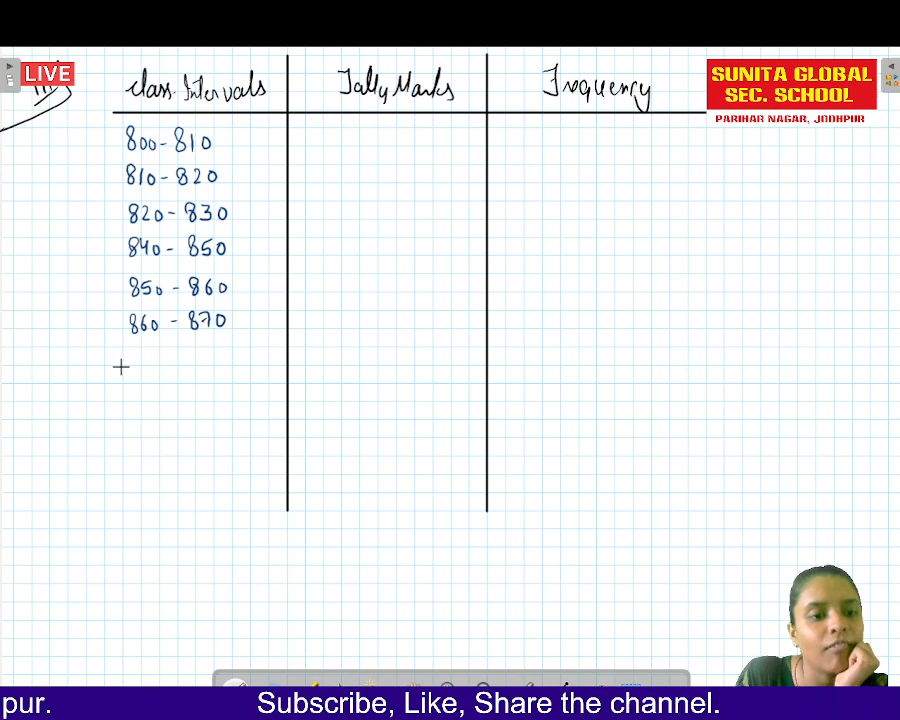 LIVE
Class Intervals Tally Marks Frequency
SUNITA GLOBAL
SEC. SCHOOL
PARIHAR NAGAR, JODHPUR
800-810
810-820
820-830
840-850
850-860
860-870
pur. Subscribe, Like, Share the channel.